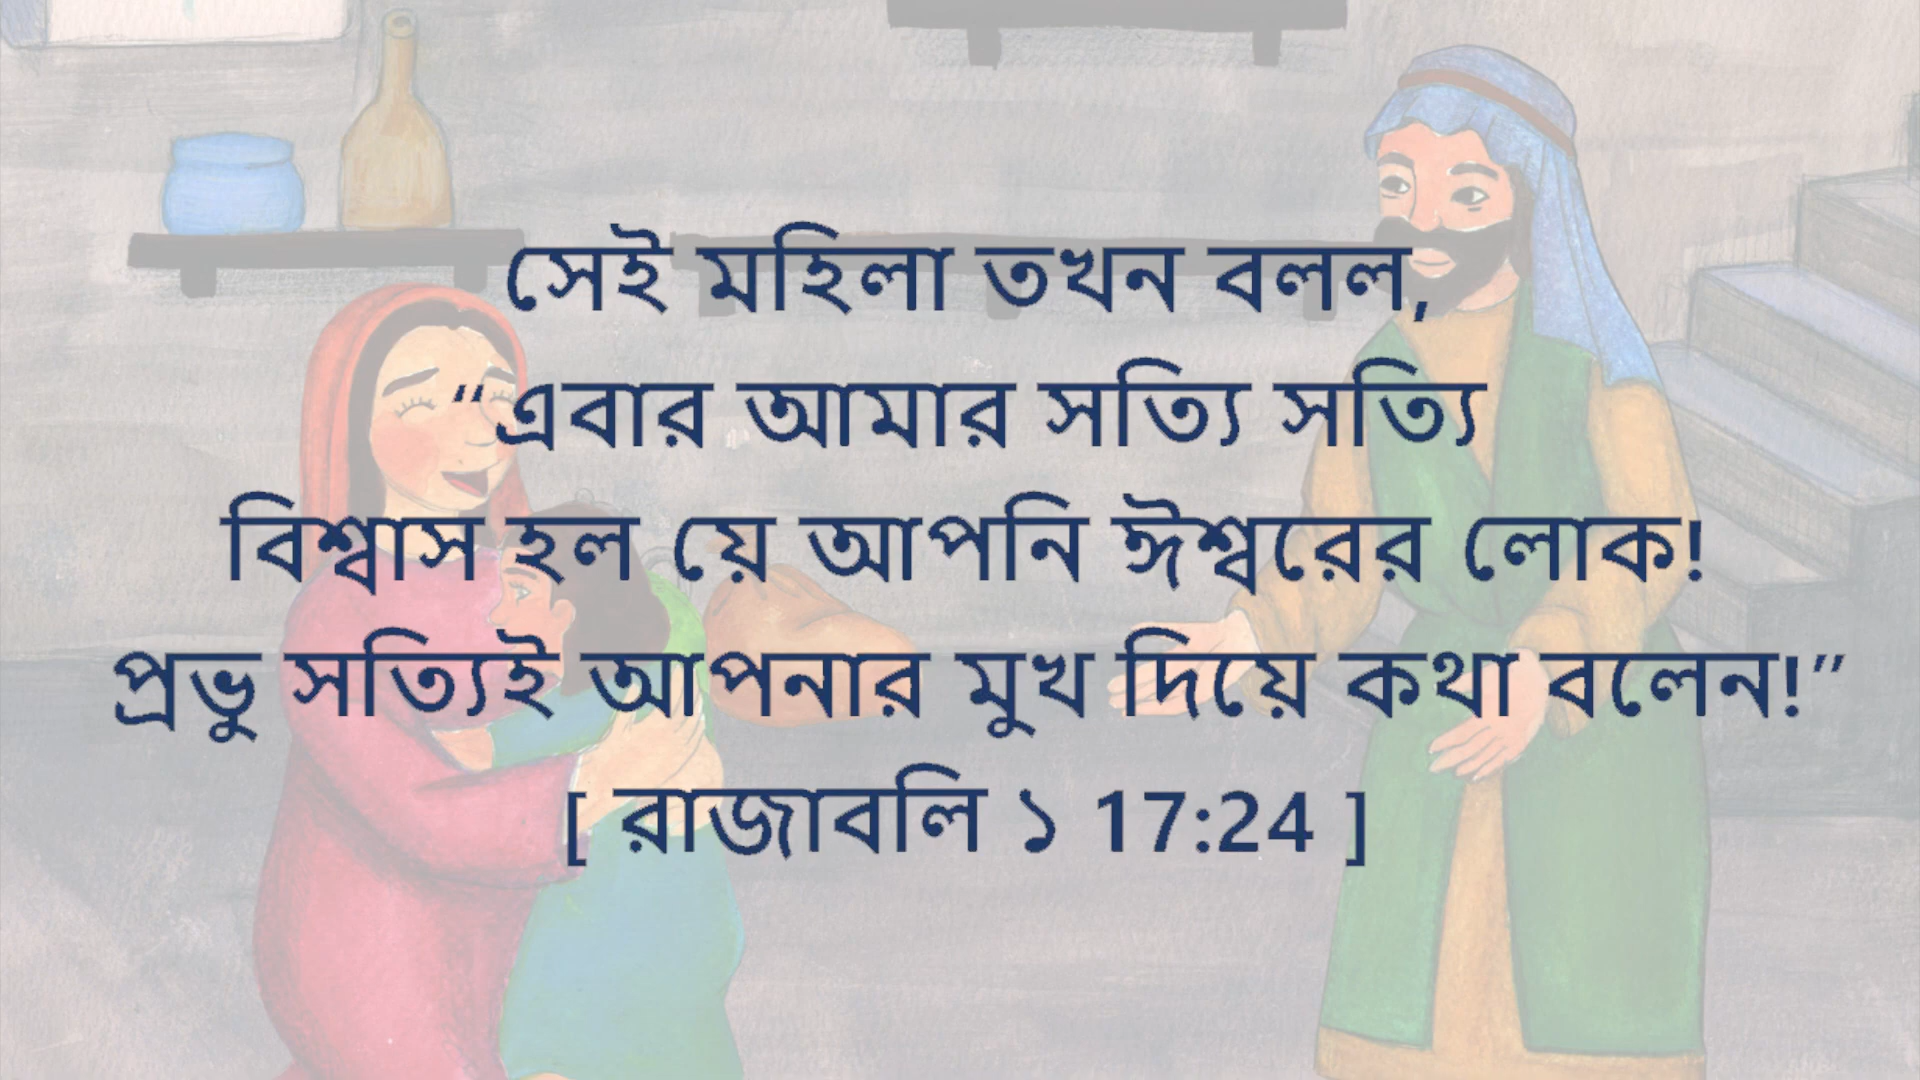 সেই মহিলা তখন বলল,
“এবার আমার সত্যি সত্যি
বিশ্বাস হল য়ে আপনি ঈশ্বরের লোক!
প্রভু সত্যিই আপনার মুখ দিয়ে কথা বলেন!”
[ রাজাবলি ১ 17:24 ]